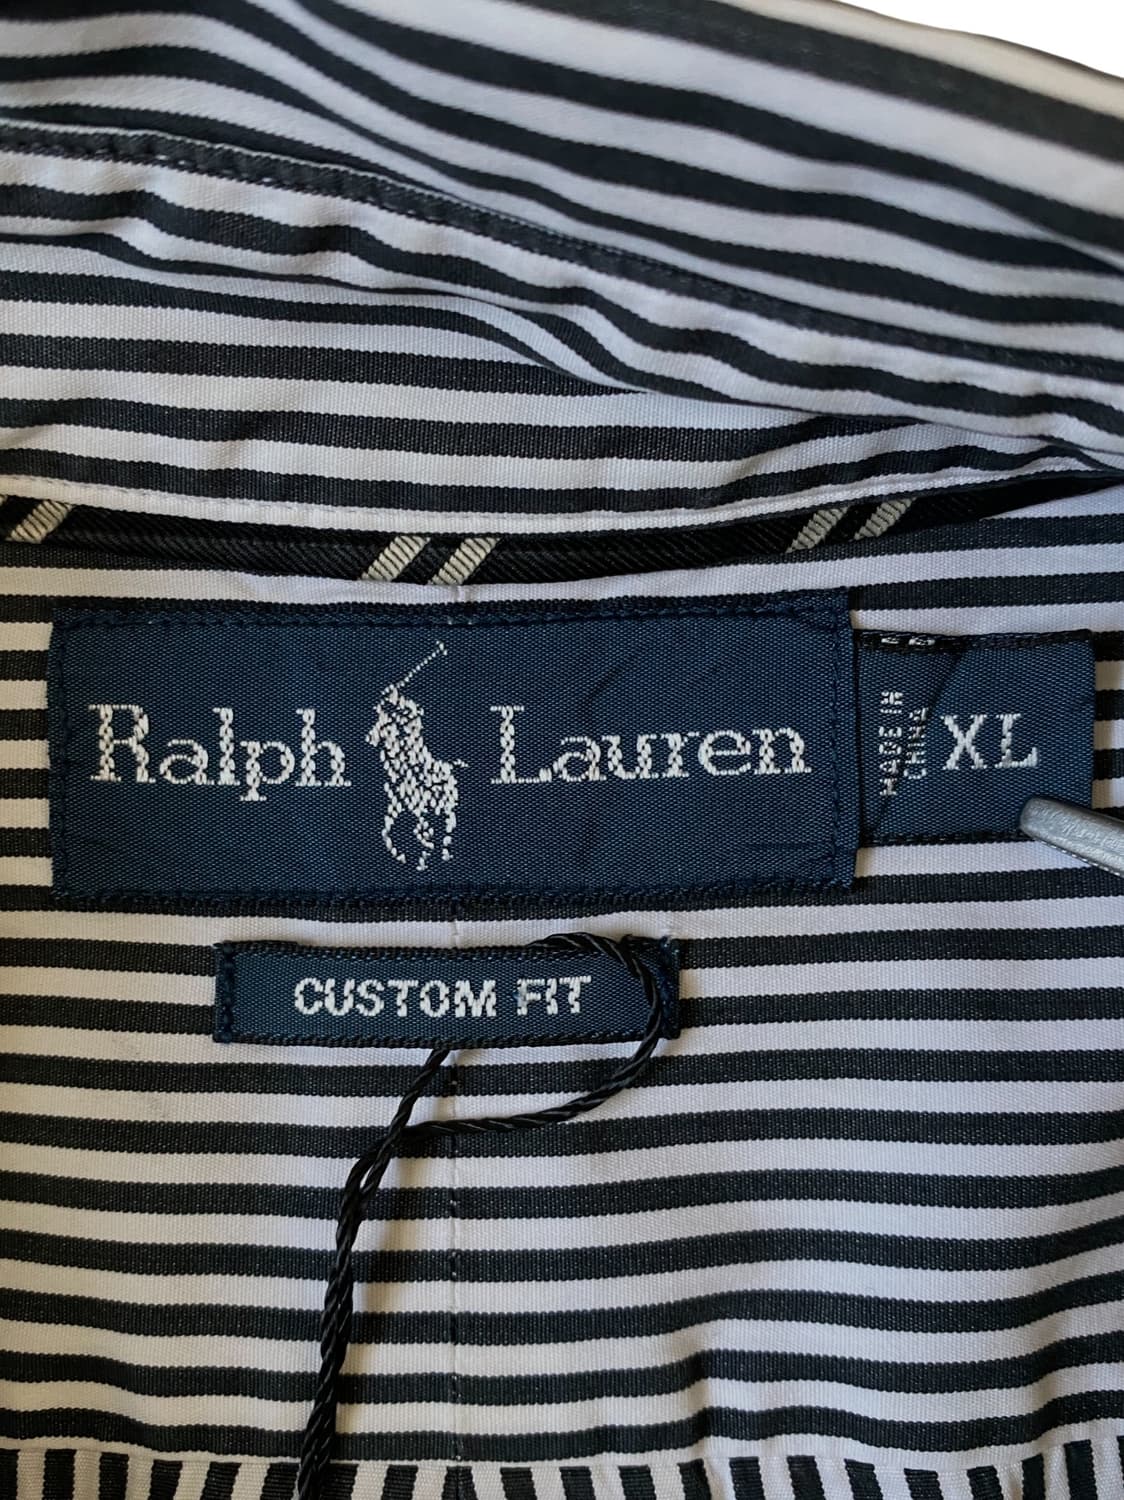 Ralph Lauren
MADE IN
CHINA
XL
CUSTOM FIT